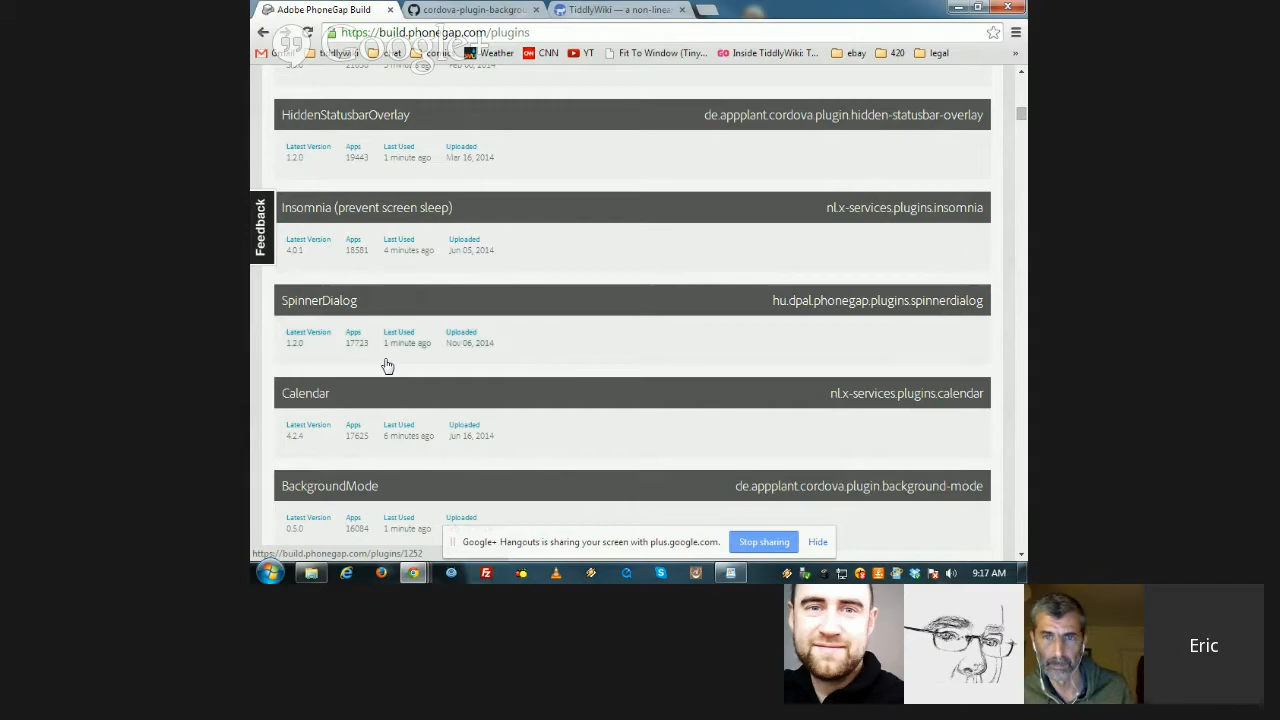 Adobe PhoneGap Build
cordova-plugin-backgrou
TiddlyWiki — a non-linea
https://build.phonegap.com/plugins
Google+
Weather
CNN
YT
Fit To Window (Tiny...
Inside TiddlyWiki: T...
ebay
420
legal
»
HiddenStatusbarOverlay de.appplant.cordova.plugin.hidden-statusbar-overlay
Latest Version Apps Last Used Uploaded
1.2.0 19443 1 minute ago Mar 16, 2014
Insomnia (prevent screen sleep) nl.x-services.plugins.insomnia
Latest Version Apps Last Used Uploaded
4.0.1 18581 4 minutes ago Jun 05, 2014
SpinnerDialog hu.dpal.phonegap.plugins.spinnerdialog
Latest Version Apps Last Used Uploaded
1.2.0 17723 1 minute ago Nov 06, 2014
Calendar nl.x-services.plugins.calendar
Latest Version Apps Last Used Uploaded
4.2.4 17625 6 minutes ago Jun 16, 2014
BackgroundMode de.appplant.cordova.plugin.background-mode
Latest Version Apps Last Used Uploaded
0.5.0 16084 1 minute ago
Feedback
Google+ Hangouts is sharing your screen with plus.google.com. Stop sharing Hide
https://build.phonegap.com/plugins/1252
9:17 AM
Eric